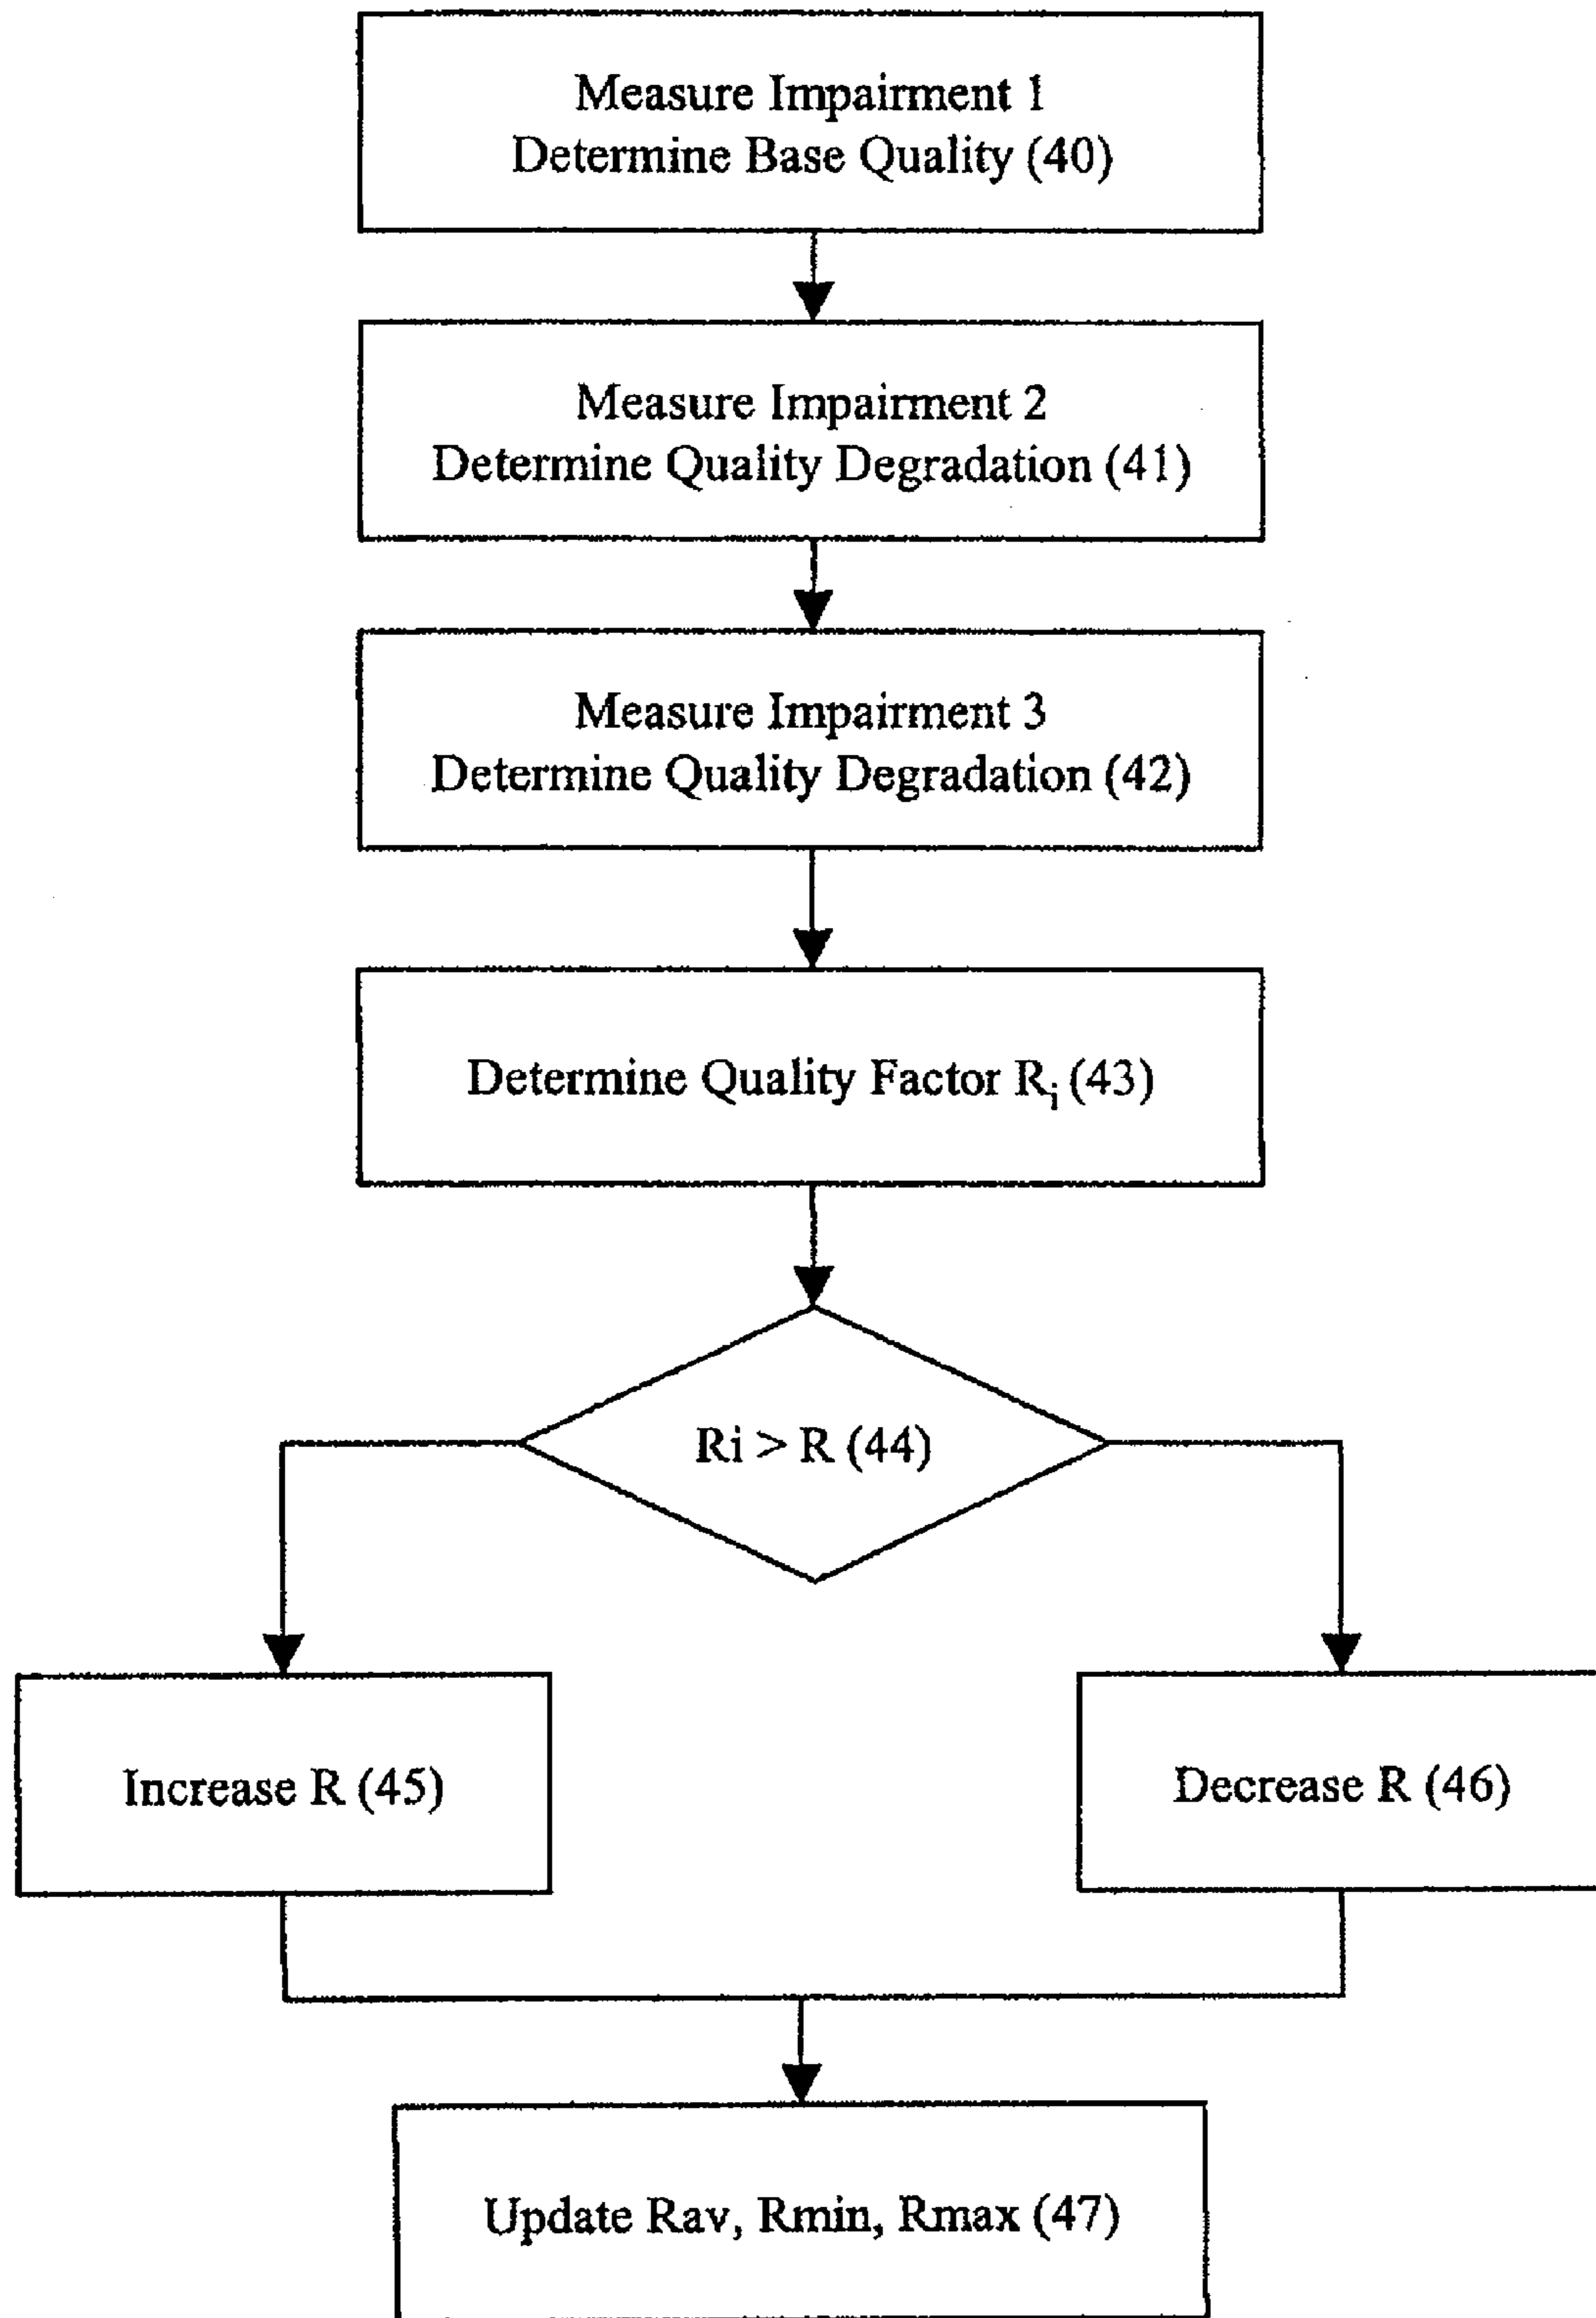 Measure Impairment 1
Determine Base Quality (40)
Measure Impairment 2
Determine Quality Degradation (41)
Measure Impairment 3
Determine Quality Degradation (42)
Determine Quality Factor Ri (43)
Ri > R (44)
Increase R (45)
Decrease R (46)
Update Rav, Rmin, Rmax (47)